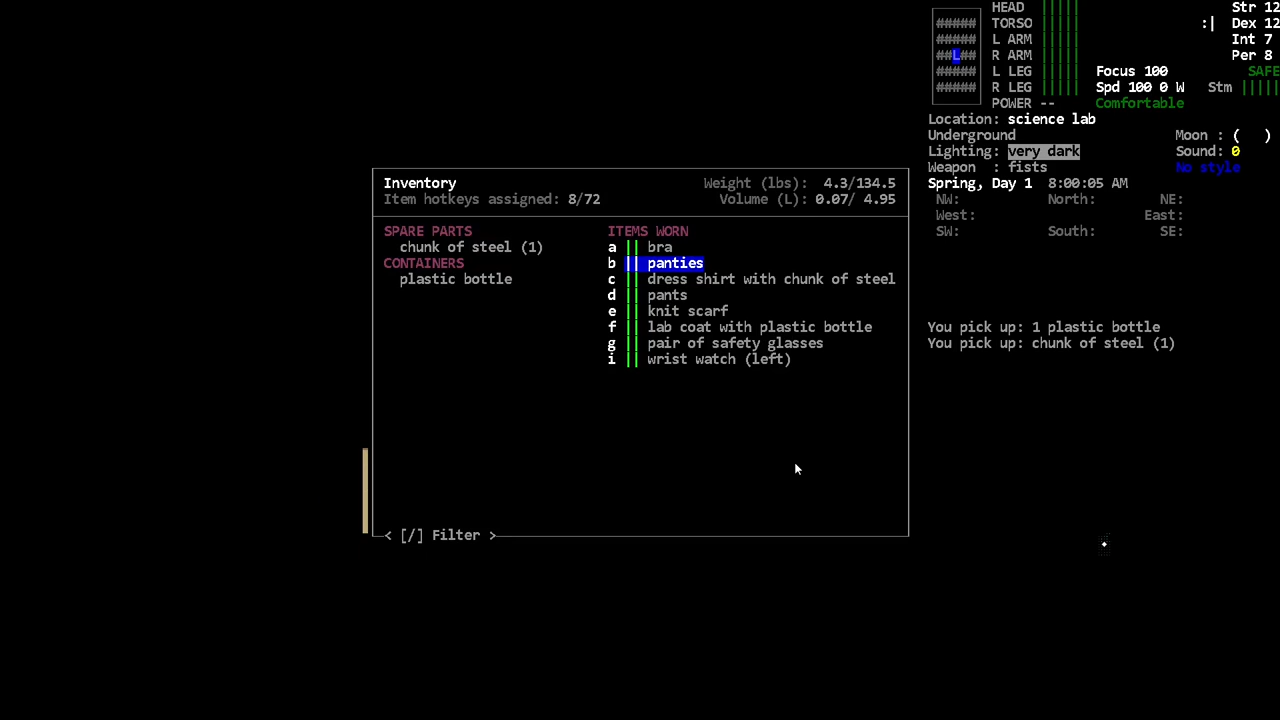 HEAD ||||| Str 12
##### TORSO ||||| :| Dex 12
##### L ARM ||||| Int 7
##L## R ARM ||||| Per 8
##### L LEG ||||| Focus 100 SAFE
##### R LEG ||||| Spd 100 0 W Stm |||||
POWER -- Comfortable
Location: science lab
Underground Moon : ( )
Lighting: very dark Sound: 0
Weapon : fists No style
Spring, Day 1 8:00:05 AM
NW: North: NE:
West: East:
SW: South: SE:
You pick up: 1 plastic bottle
You pick up: chunk of steel (1)
Inventory Weight (lbs): 4.3/134.5
Item hotkeys assigned: 8/72 Volume (L): 0.07/ 4.95
SPARE PARTS
chunk of steel (1)
CONTAINERS
plastic bottle
ITEMS WORN
a || bra
b || panties
c || dress shirt with chunk of steel
d || pants
e || knit scarf
f || lab coat with plastic bottle
g || pair of safety glasses
i || wrist watch (left)
< [/] Filter >